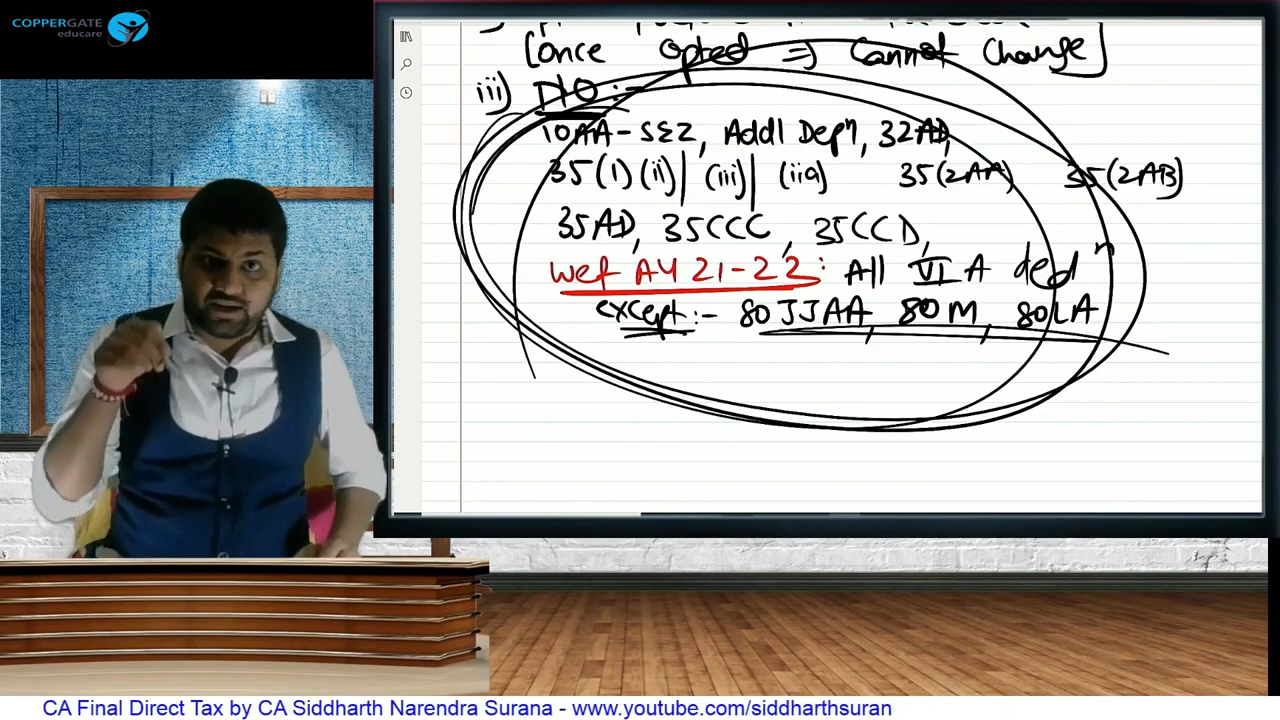 COPPERGATE
educare
[once opted => Cannot Change]
iii) NO :-
10AA-SEZ, Addl Depn, 32AD,
35(1)(ii)| (iii)| (iia) 35(2AA) 35(2AB)
35AD, 35CCC, 35CCD,
wef AY 21-22: All VI A dedn
except :- 80JJAA, 80M, 80LA
CA Final Direct Tax by CA Siddharth Narendra Surana - www.youtube.com/siddharthsuran